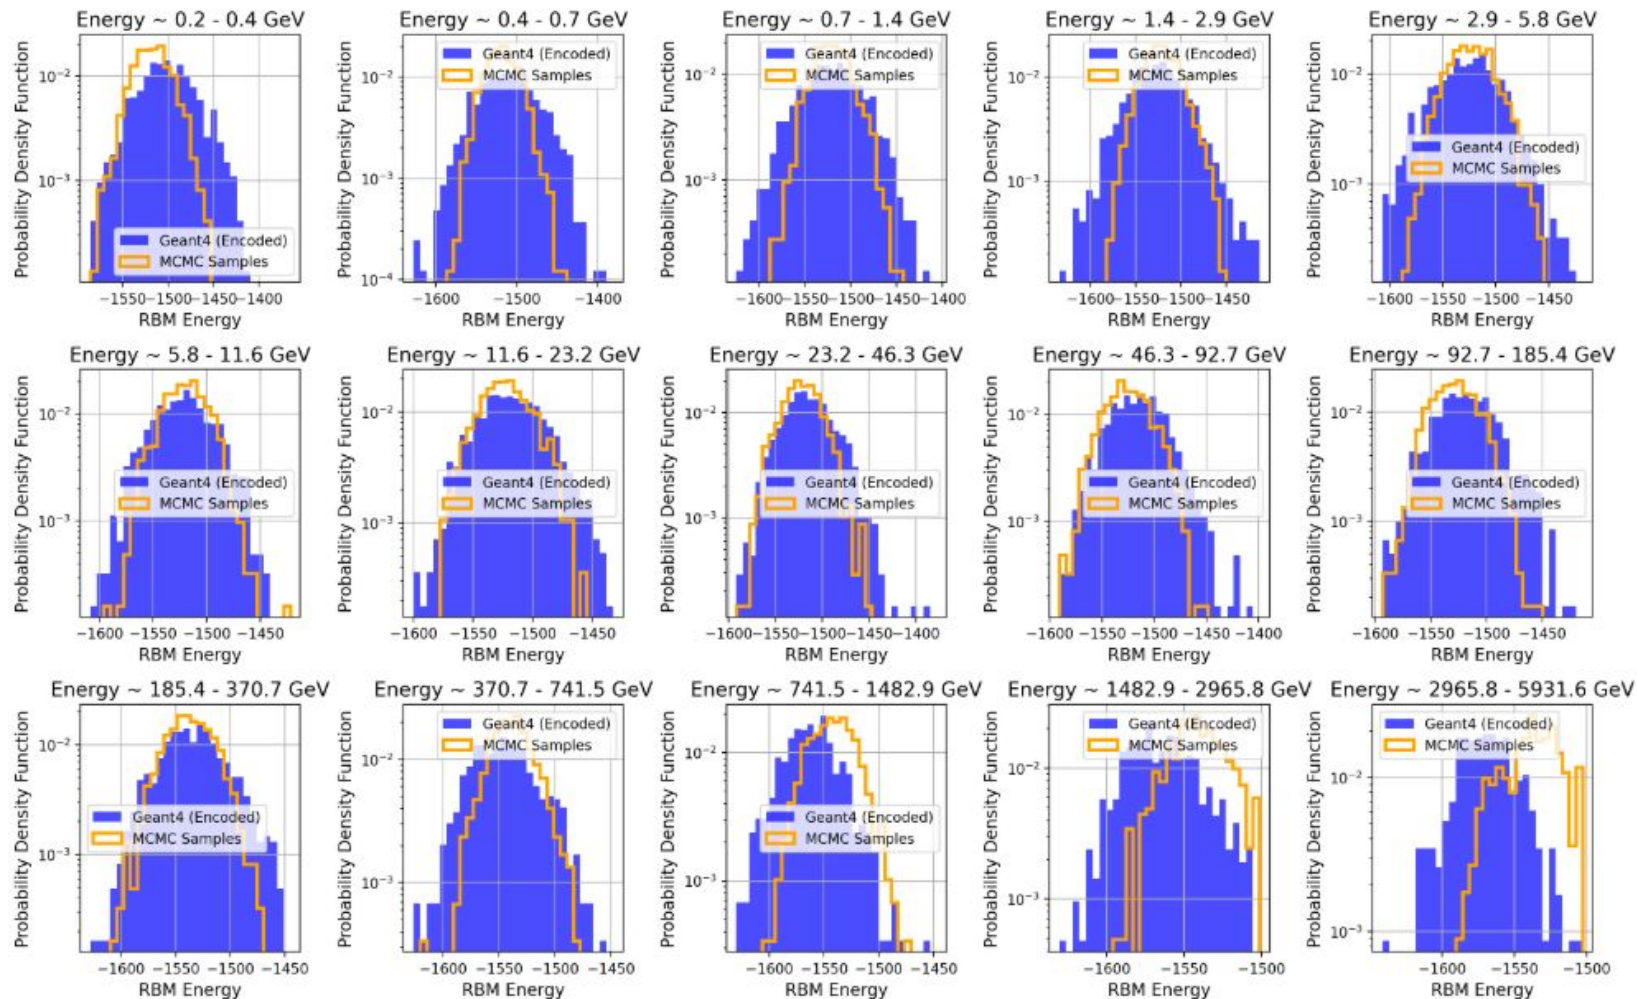 Energy ~ 0.2 - 0.4 GeV
Probability Density Function
10⁻²
10⁻³
Geant4 (Encoded)
MCMC Samples
−1550 −1500 −1450 −1400
RBM Energy
Energy ~ 0.4 - 0.7 GeV
Probability Density Function
10⁻²
10⁻³
10⁻⁴
Geant4 (Encoded)
MCMC Samples
−1600 −1500 −1400
RBM Energy
Energy ~ 0.7 - 1.4 GeV
Probability Density Function
10⁻²
10⁻³
Geant4 (Encoded)
MCMC Samples
−1600 −1550 −1500 −1450 −1400
RBM Energy
Energy ~ 1.4 - 2.9 GeV
Probability Density Function
10⁻²
10⁻³
Geant4 (Encoded)
MCMC Samples
−1600 −1550 −1500 −1450
RBM Energy
Energy ~ 2.9 - 5.8 GeV
Probability Density Function
10⁻²
10⁻³
Geant4 (Encoded)
MCMC Samples
−1600 −1550 −1500 −1450
RBM Energy
Energy ~ 5.8 - 11.6 GeV
Probability Density Function
10⁻²
10⁻³
Geant4 (Encoded)
MCMC Samples
−1600 −1550 −1500 −1450
RBM Energy
Energy ~ 11.6 - 23.2 GeV
Probability Density Function
10⁻²
10⁻³
Geant4 (Encoded)
MCMC Samples
−1600 −1550 −1500 −1450
RBM Energy
Energy ~ 23.2 - 46.3 GeV
Probability Density Function
10⁻²
10⁻³
Geant4 (Encoded)
MCMC Samples
−1600 −1550 −1500 −1450 −1400
RBM Energy
Energy ~ 46.3 - 92.7 GeV
Probability Density Function
10⁻²
10⁻³
Geant4 (Encoded)
MCMC Samples
−1600 −1550 −1500 −1450 −1400
RBM Energy
Energy ~ 92.7 - 185.4 GeV
Probability Density Function
10⁻²
10⁻³
Geant4 (Encoded)
MCMC Samples
−1600 −1550 −1500 −1450
RBM Energy
Energy ~ 185.4 - 370.7 GeV
Probability Density Function
10⁻²
10⁻³
Geant4 (Encoded)
MCMC Samples
−1600 −1550 −1500 −1450
RBM Energy
Energy ~ 370.7 - 741.5 GeV
Probability Density Function
10⁻²
10⁻³
Geant4 (Encoded)
MCMC Samples
−1600 −1550 −1500 −1450
RBM Energy
Energy ~ 741.5 - 1482.9 GeV
Probability Density Function
10⁻²
10⁻³
Geant4 (Encoded)
MCMC Samples
−1600 −1550 −1500 −1450
RBM Energy
Energy ~ 1482.9 - 2965.8 GeV
Probability Density Function
10⁻²
10⁻³
Geant4 (Encoded)
MCMC Samples
−1600 −1550 −1500
RBM Energy
Energy ~ 2965.8 - 5931.6 GeV
Probability Density Function
10⁻²
10⁻³
Geant4 (Encoded)
MCMC Samples
−1600 −1550 −1500
RBM Energy